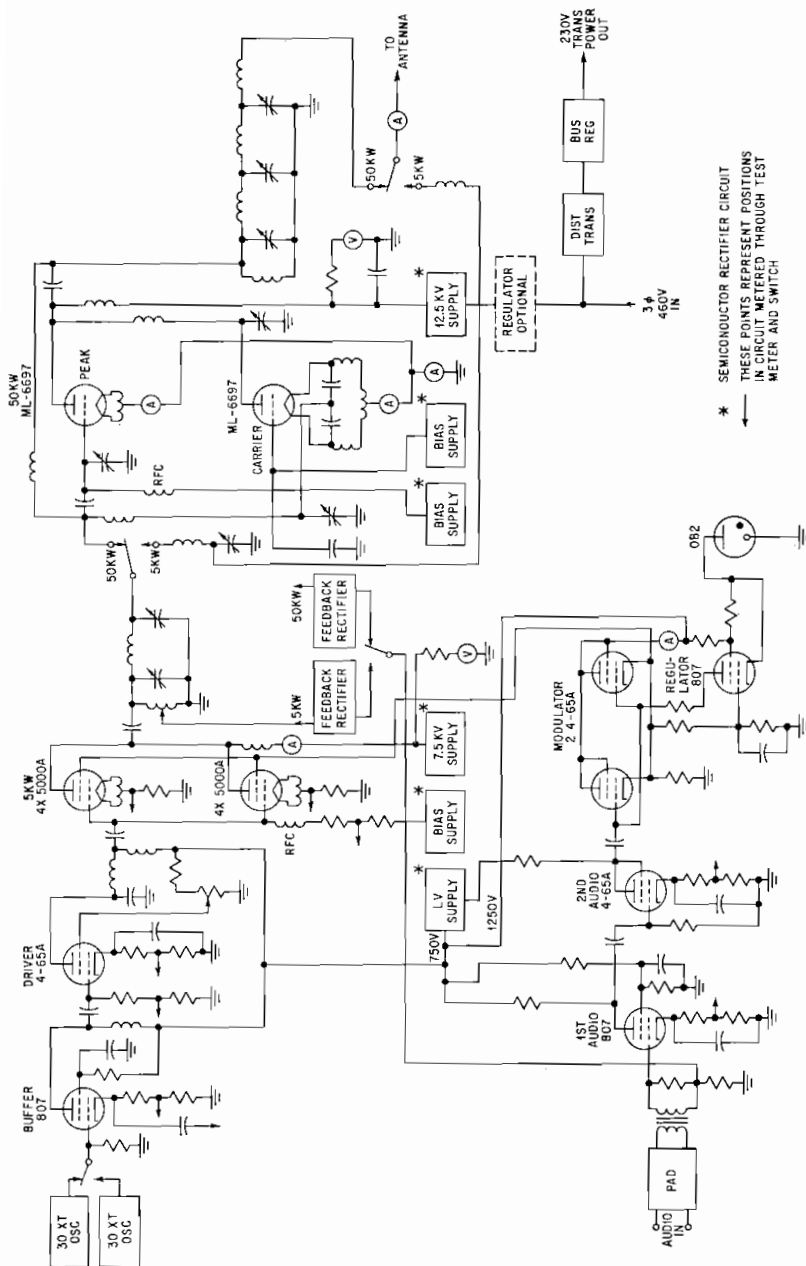 30 XT
OSC
30 XT
OSC
BUFFER
807
DRIVER
4-65A
5KW
4X 5000A
4X 5000A
RFC
50KW
5KW
50KW
ML-6697
PEAK
RFC
ML-6697
CARRIER
A
A
A
V
50KW
5KW
A
TO
ANTENNA
FEEDBACK
RECTIFIER
50KW
FEEDBACK
RECTIFIER
5KW
A
V
*
LV
SUPPLY
*
BIAS
SUPPLY
*
7.5 KV
SUPPLY
*
BIAS
SUPPLY
*
BIAS
SUPPLY
*
12.5 KV
SUPPLY
REGULATOR
OPTIONAL
3ϕ
460V
IN
DIST
TRANS
BUS
REG
230V
TRANS
POWER
OUT
750V
1250V
AUDIO
IN
PAD
1ST
AUDIO
807
2ND
AUDIO
4-65A
MODULATOR
2 4-65A
A
REGU-
LATOR
807
OB2
* SEMICONDUCTOR RECTIFIER CIRCUIT
← THESE POINTS REPRESENT POSITIONS
IN CIRCUIT METERED THROUGH TEST
METER AND SWITCH